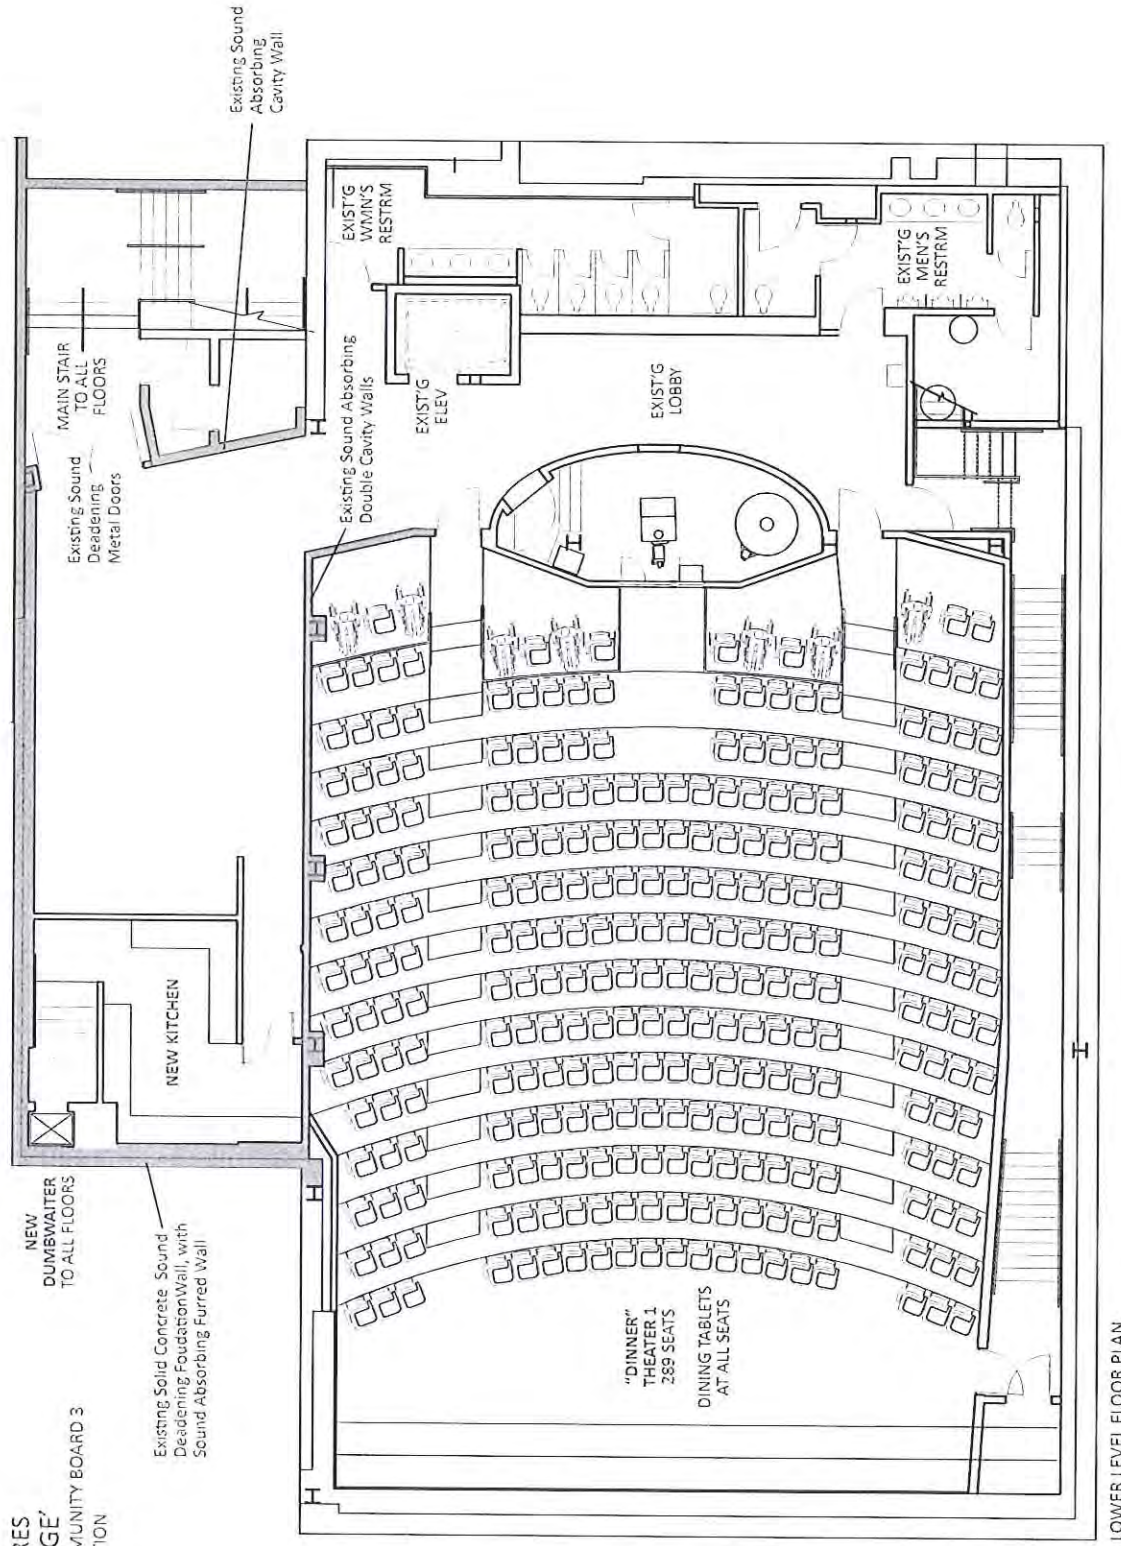 RES
GE'
MUNITY BOARD 3
TION
NEW
DUMBWAITER
TO ALL FLOORS
Existing Solid Concrete Sound
Deadening Foudation Wall, with
Sound Absorbing Furred Wall
NEW KITCHEN
Existing Sound
Deadening
Metal Doors
MAIN STAIR
TO ALL
FLOORS
Existing Sound
Absorbing
Cavity Wall
Existing Sound Absorbing
Double Cavity Walls
EXIST'G
ELEV
EXIST'G
WMN'S
RESTRM
EXIST'G
LOBBY
EXIST'G
MEN'S
RESTRM
"DINNER"
THEATER 1
289 SEATS
DINING TABLETS
AT ALL SEATS
LOWER LEVEL FLOOR PLAN